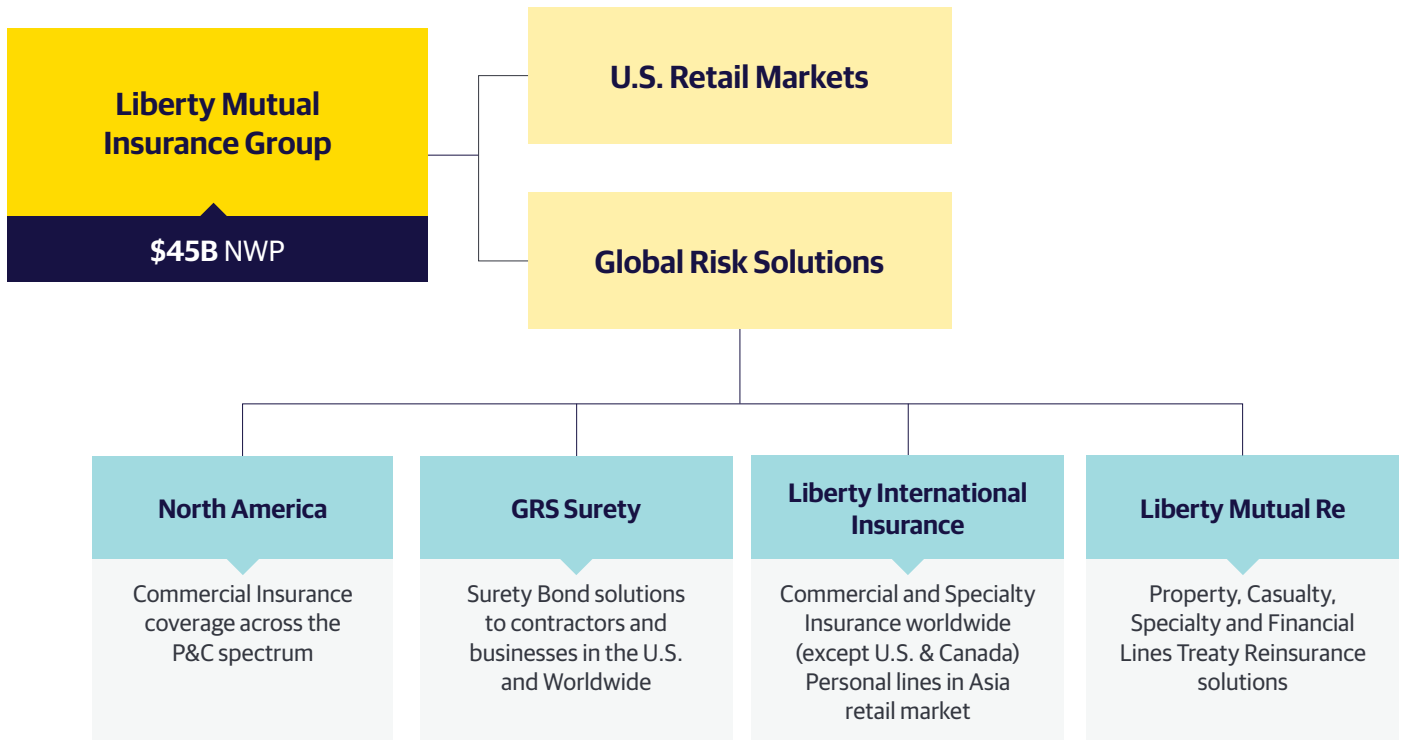 Liberty Mutual
Insurance Group
$45B NWP
U.S. Retail Markets
Global Risk Solutions
North America
Commercial Insurance
coverage across the
P&C spectrum
GRS Surety
Surety Bond solutions
to contractors and
businesses in the U.S.
and Worldwide
Liberty International
Insurance
Commercial and Specialty
Insurance worldwide
(except U.S. & Canada)
Personal lines in Asia
retail market
Liberty Mutual Re
Property, Casualty,
Specialty and Financial
Lines Treaty Reinsurance
solutions